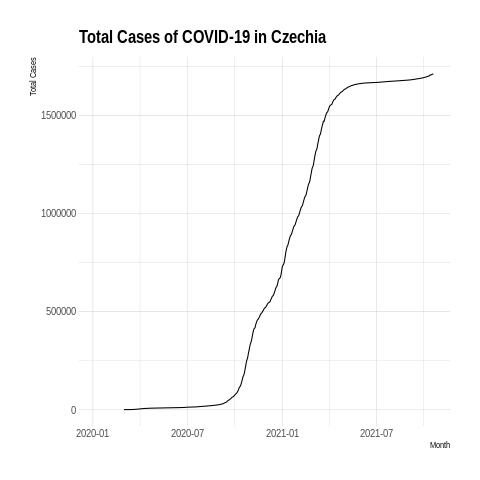 Total Cases of COVID-19 in Czechia
Total Cases
1500000
1000000
500000
0
2020-01 2020-07 2021-01 2021-07
Month